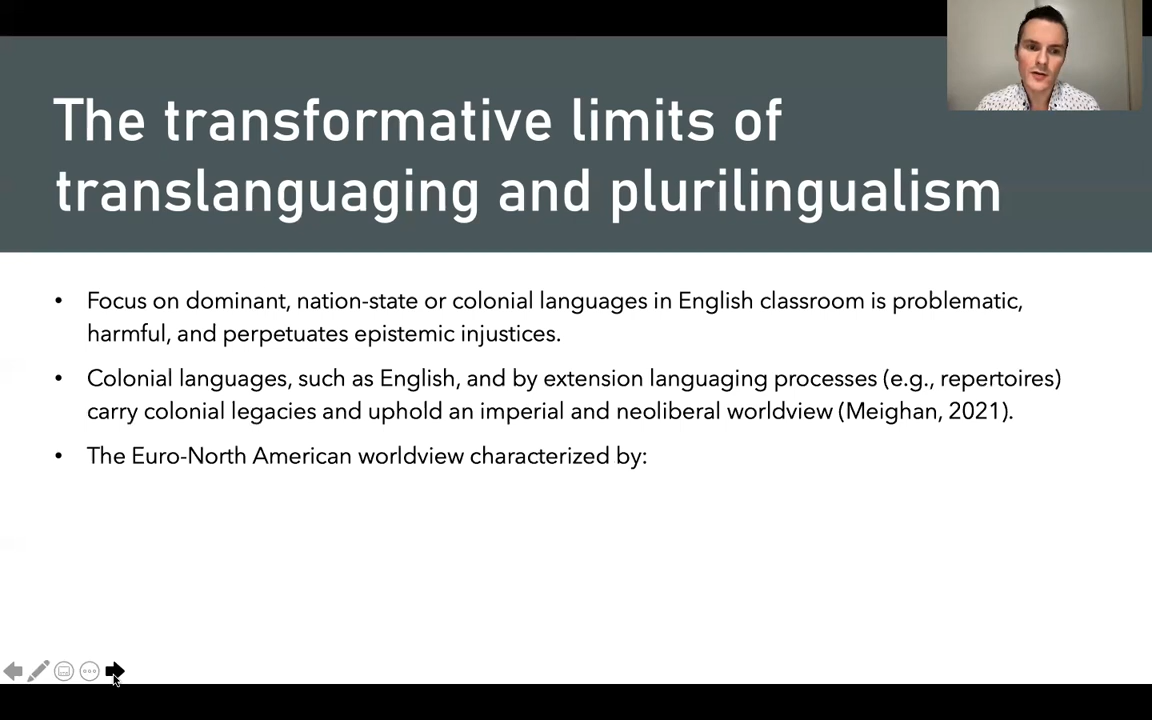 The transformative limits of
translanguaging and plurilingualism
• Focus on dominant, nation-state or colonial languages in English classroom is problematic,
harmful, and perpetuates epistemic injustices.
• Colonial languages, such as English, and by extension languaging processes (e.g., repertoires)
carry colonial legacies and uphold an imperial and neoliberal worldview (Meighan, 2021).
• The Euro-North American worldview characterized by: